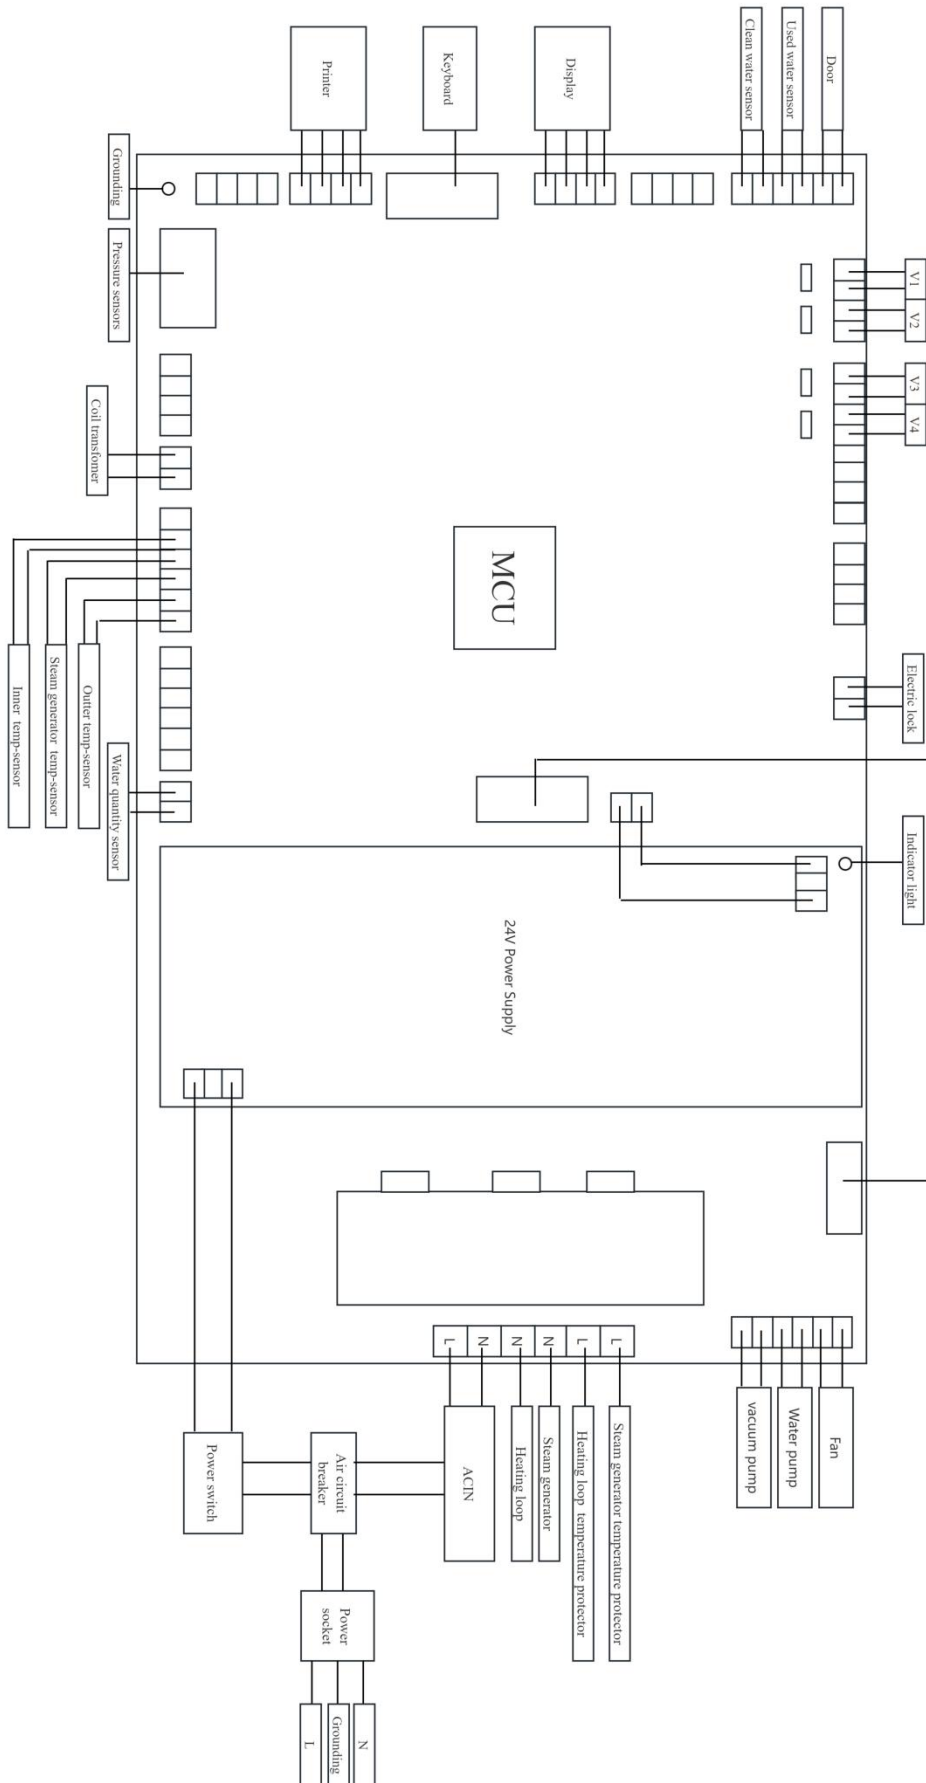 Door
Used water sensor
Clean water sensor
Display
Keyboard
Printer
Grounding
V1
V2
V3
V4
Electric lock
Indicator light
MCU
24V Power Supply
Pressure sensors
Coil transfomer
Outter temp-sensor
Steam generator temp-sensor
Inner temp-sensor
Water quantity sensor
Fan
Water pump
vacuum pump
L
L
N
N
N
L
Steam generator temperature protector
Heating loop temperature protector
Steam generator
Heating loop
ACIN
Air circuit
breaker
Power switch
Power
socket
N
Grounding
L